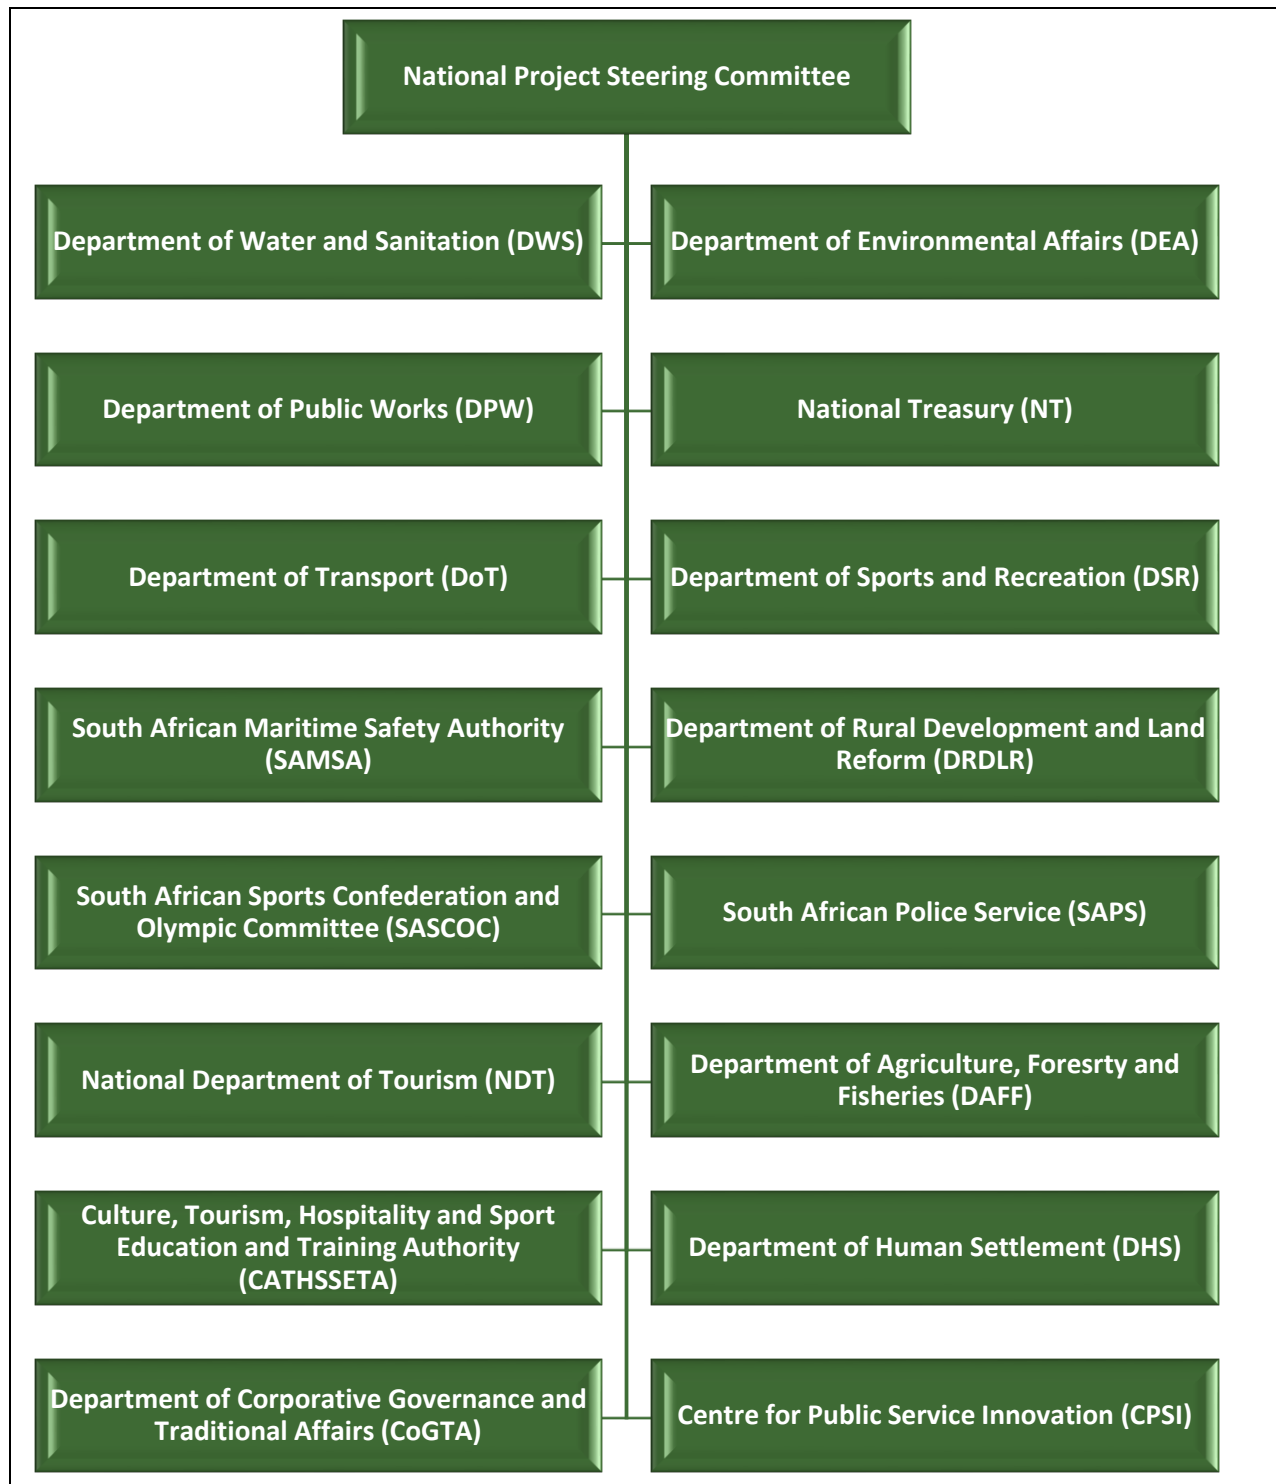 National Project Steering Committee
Department of Water and Sanitation (DWS)
Department of Environmental Affairs (DEA)
Department of Public Works (DPW)
National Treasury (NT)
Department of Transport (DoT)
Department of Sports and Recreation (DSR)
South African Maritime Safety Authority
(SAMSA)
Department of Rural Development and Land
Reform (DRDLR)
South African Sports Confederation and
Olympic Committee (SASCOC)
South African Police Service (SAPS)
National Department of Tourism (NDT)
Department of Agriculture, Foresrty and
Fisheries (DAFF)
Culture, Tourism, Hospitality and Sport
Education and Training Authority
(CATHSSETA)
Department of Human Settlement (DHS)
Department of Corporative Governance and
Traditional Affairs (CoGTA)
Centre for Public Service Innovation (CPSI)